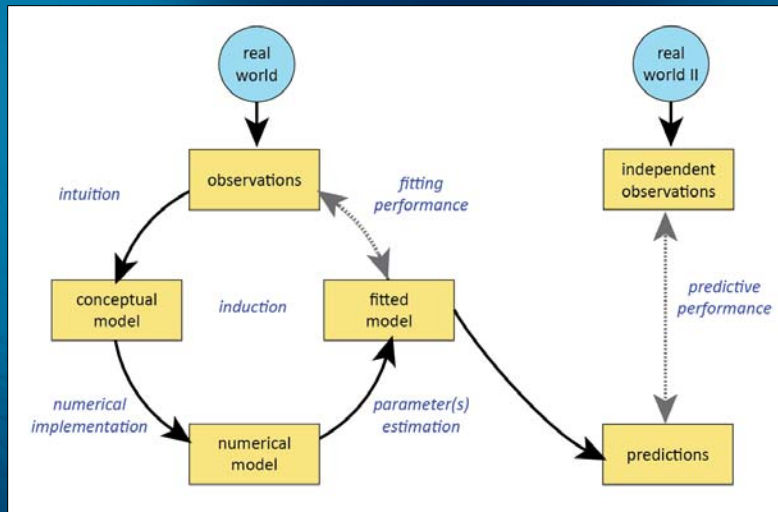 real
world
real
world II
observations
independent
observations
intuition
fitting
performance
conceptual
model
induction
fitted
model
predictive
performance
numerical
implementation
parameter(s)
estimation
numerical
model
predictions